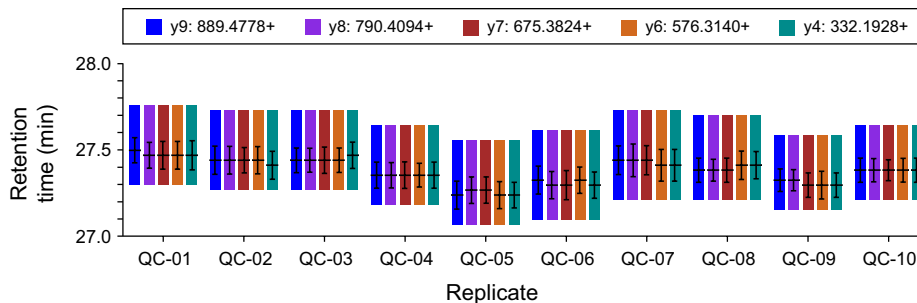 y9: 889.4778+ y8: 790.4094+ y7: 675.3824+ y6: 576.3140+ y4: 332.1928+
28.0
27.5
27.0
Retention
time (min)
QC-01 QC-02 QC-03 QC-04 QC-05 QC-06 QC-07 QC-08 QC-09 QC-10
Replicate